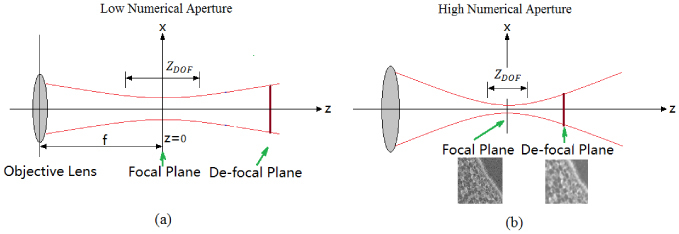 Low Numerical Aperture
x
Z_DOF
z
f
z=0
Objective Lens
Focal Plane
De-focal Plane
(a)
High Numerical Aperture
x
Z_DOF
z
Focal Plane
De-focal Plane
(b)